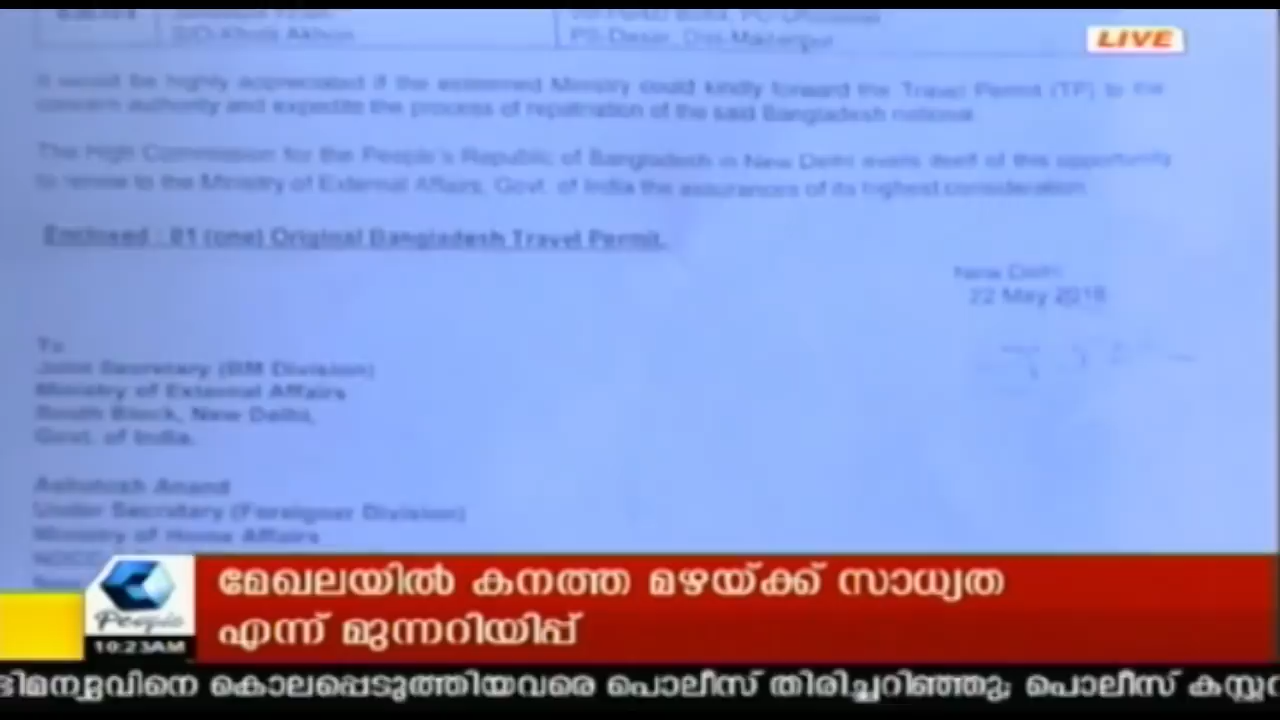 LIVE
It would be highly appreciated if the esteemed Ministry could kindly forward the Travel Permit (TP) to the
concern authority and expedite the process of repatriation of the said Bangladesh national.
The High Commission for the People's Republic of Bangladesh in New Delhi avails itself of this opportunity
to renew to the Ministry of External Affairs, Govt. of India the assurances of its highest consideration.
Enclosed : 01 (one) Original Bangladesh Travel Permit.
New Delhi
22 May
To
Joint Secretary (BM Division)
Ministry of External Affairs
South Block, New Delhi,
Govt. of India.
Ashutosh Anand
Under Secretary (Foreigner Division)
Ministry of Home Affairs
മേഖലയിൽ കനത്ത മഴയ്ക്ക് സാധ്യത
എന്ന് മുന്നറിയിപ്പ്
People
10:23AM
കൊലപ്പെടുത്തിയവരെ പൊലീസ് തിരിച്ചറിഞ്ഞു; പൊലീസ്